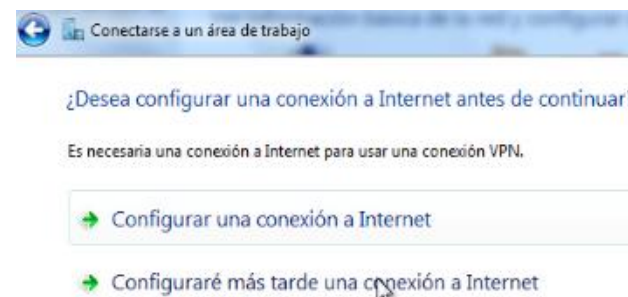 Conectarse a un área de trabajo
¿Desea configurar una conexión a Internet antes de continuar?
Es necesaria una conexión a Internet para usar una conexión VPN.
Configurar una conexión a Internet
Configuraré más tarde una conexión a Internet